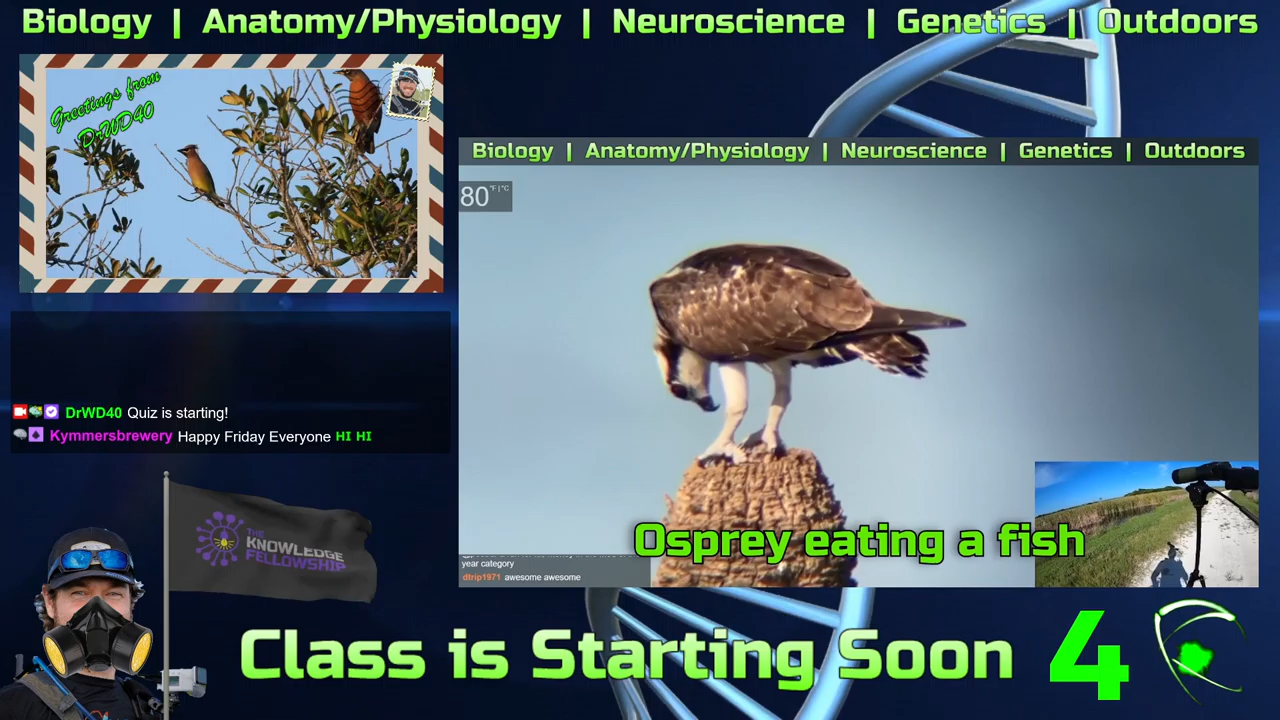 Biology | Anatomy/Physiology | Neuroscience | Genetics | Outdoors
Greetings from
DrWD40
Biology | Anatomy/Physiology | Neuroscience | Genetics | Outdoors
80 °F | °C
DrWD40 Quiz is starting!
Kymmersbrewery Happy Friday Everyone HI HI
THE
KNOWLEDGE
FELLOWSHIP
Osprey eating a fish
year category
dtrip1971 awesome awesome
Class is Starting Soon 4